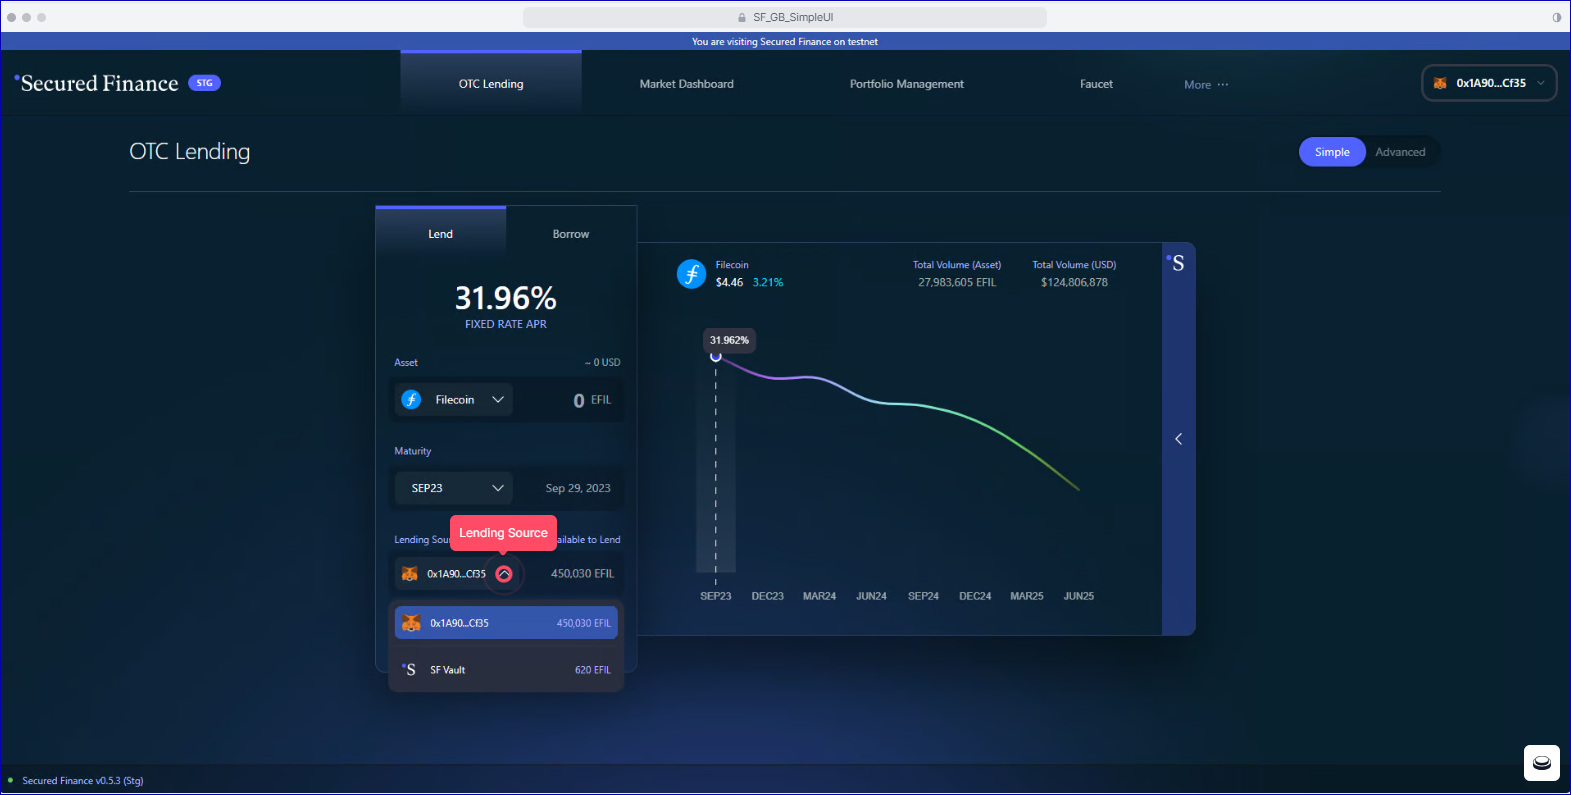 SF_GB_SimpleUI
You are visiting Secured Finance on testnet
Secured Finance STG
OTC Lending
Market Dashboard
Portfolio Management
Faucet
More ···
0x1A90...Cf35
OTC Lending
Simple
Advanced
Lend
Borrow
31.96%
FIXED RATE APR
Asset
~ 0 USD
Filecoin
0 EFIL
Maturity
SEP23
Sep 29, 2023
Lending Source
Lending Sou
ailable to Lend
0x1A90...Cf35
450,030 EFIL
0x1A90...Cf35
450,030 EFIL
S
SF Vault
620 EFIL
Filecoin
$4.46 3.21%
Total Volume (Asset)
27,983,605 EFIL
Total Volume (USD)
$124,806,878
S
31.962%
SEP23 DEC23 MAR24 JUN24 SEP24 DEC24 MAR25 JUN25
Secured Finance v0.5.3 (Stg)